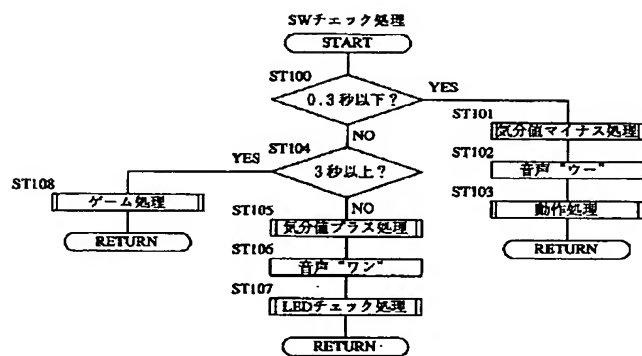 SWチェック処理
START
ST100
0.3秒以下?
YES
NO
ST101
気分値マイナス処理
ST102
音声“ウー”
ST103
動作処理
RETURN
ST104
3秒以上?
YES
NO
ST108
ゲーム処理
RETURN
ST105
気分値プラス処理
ST106
音声“ワン”
ST107
LEDチェック処理
RETURN